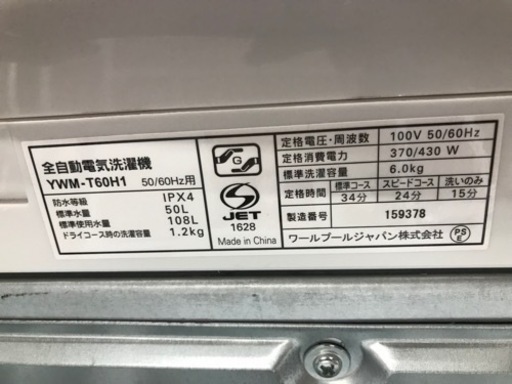 全自動電気洗濯機
YWM-T60H1 50/60Hz用
防水等級 IPX4
標準水量 50L
標準使用水量 108L
ドライコース時の洗濯容量 1.2kg
G
S
JET
1628
Made in China
定格電圧・周波数 100V 50/60Hz
定格消費電力 370/430 W
標準洗濯容量 6.0kg
定格時間 標準コース スピードコース 洗いのみ
34分 24分 15分
製造番号 159378
ワールプールジャパン株式会社
PS
E